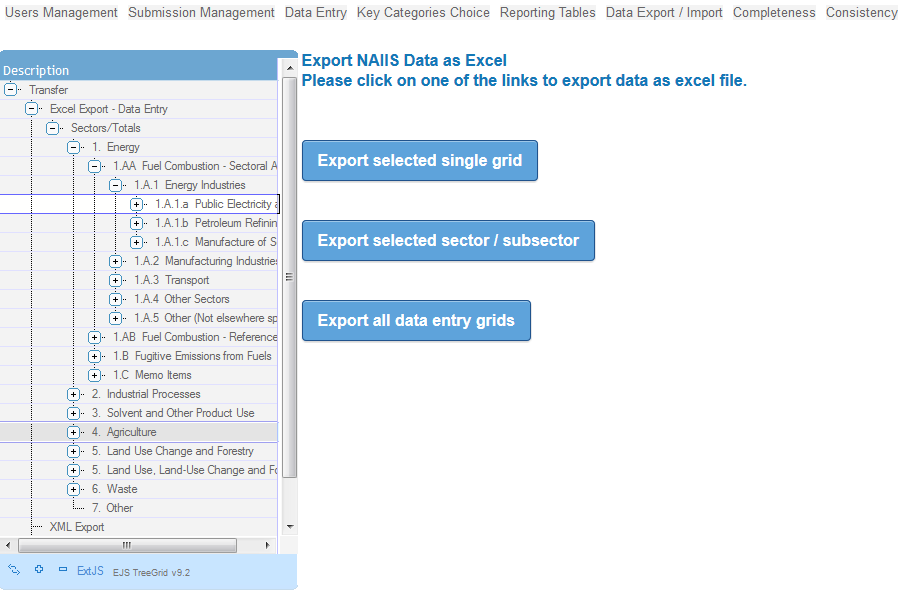 Users Management Submission Management Data Entry Key Categories Choice Reporting Tables Data Export / Import Completeness Consistency
Export NAIIS Data as Excel
Please click on one of the links to export data as excel file.
Description
Transfer
Excel Export - Data Entry
Sectors/Totals
1. Energy
1.AA Fuel Combustion - Sectoral A
1.A.1 Energy Industries
1.A.1.a Public Electricity a
1.A.1.b Petroleum Refinin
1.A.1.c Manufacture of S
1.A.2 Manufacturing Industries
1.A.3 Transport
1.A.4 Other Sectors
1.A.5 Other (Not elsewhere sp
1.AB Fuel Combustion - Reference
1.B Fugitive Emissions from Fuels
1.C Memo Items
2. Industrial Processes
3. Solvent and Other Product Use
4. Agriculture
5. Land Use Change and Forestry
5. Land Use, Land-Use Change and Fo
6. Waste
7. Other
XML Export
ExtJS EJS TreeGrid v9.2
Export selected single grid
Export selected sector / subsector
Export all data entry grids